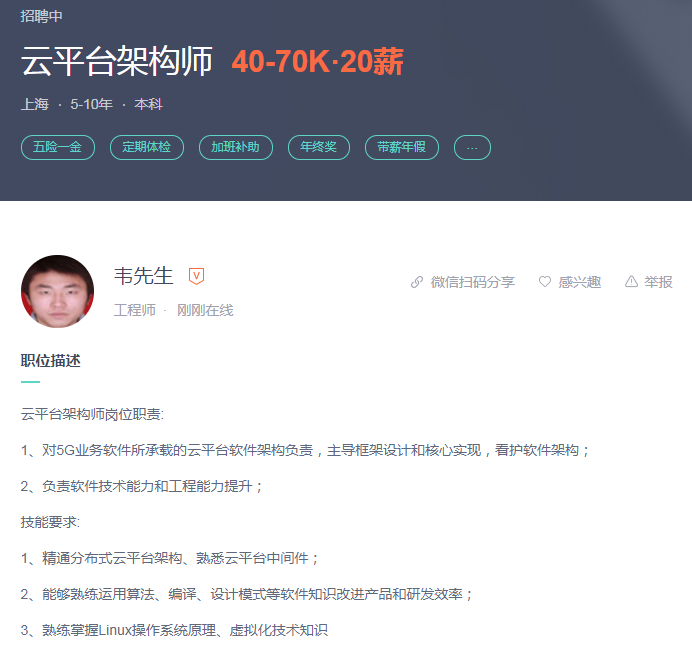 招聘中
云平台架构师 40-70K·20薪
上海 · 5-10年 · 本科
五险一金 定期体检 加班补助 年终奖 带薪年假 ...
韦先生 V
微信扫码分享 感兴趣 举报
工程师 · 刚刚在线
职位描述
云平台架构师岗位职责:
1、对5G业务软件所承载的云平台软件架构负责，主导框架设计和核心实现，看护软件架构；
2、负责软件技术能力和工程能力提升；
技能要求:
1、精通分布式云平台架构、熟悉云平台中间件；
2、能够熟练运用算法、编译、设计模式等软件知识改进产品和研发效率；
3、熟练掌握Linux操作系统原理、虚拟化技术知识